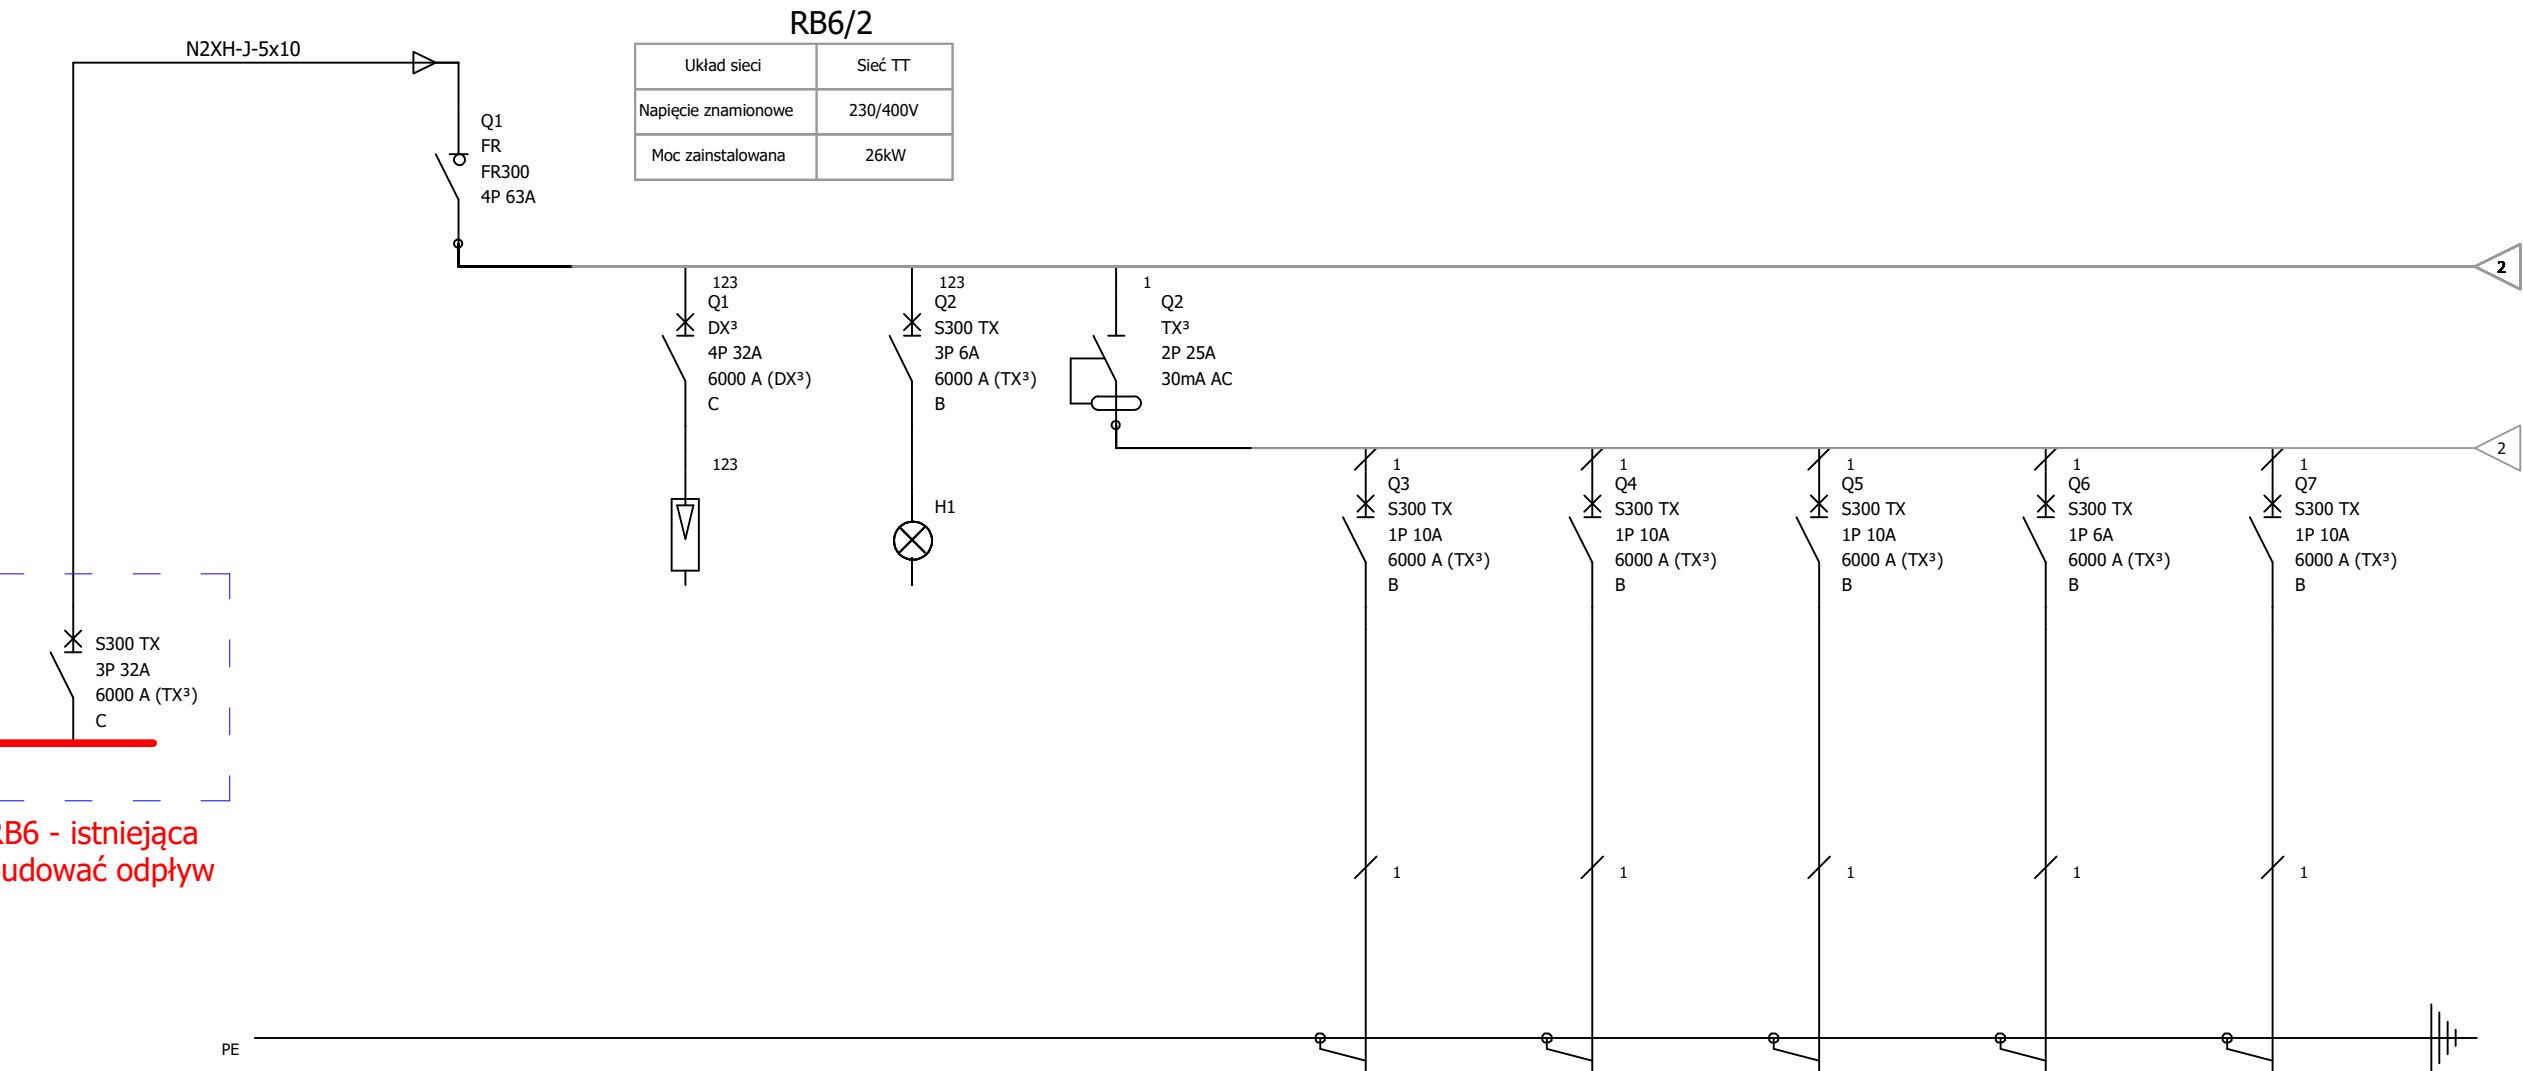 RB6/2
N2XH-J-5x10
Układ sieci Sieć TT
Napięcie znamionowe 230/400V
Moc zainstalowana 26kW
Q1
FR
FR300
4P 63A
2
123
Q1
DX³
4P 32A
6000 A (DX³)
C
123
123
Q2
S300 TX
3P 6A
6000 A (TX³)
B
H1
1
Q2
TX³
2P 25A
30mA AC
2
1
Q3
S300 TX
1P 10A
6000 A (TX³)
B
1
1
Q4
S300 TX
1P 10A
6000 A (TX³)
B
1
1
Q5
S300 TX
1P 10A
6000 A (TX³)
B
1
1
Q6
S300 TX
1P 6A
6000 A (TX³)
B
1
1
Q7
S300 TX
1P 10A
6000 A (TX³)
B
1
S300 TX
3P 32A
6000 A (TX³)
C
RB6 - istniejąca
udować odpływ
PE